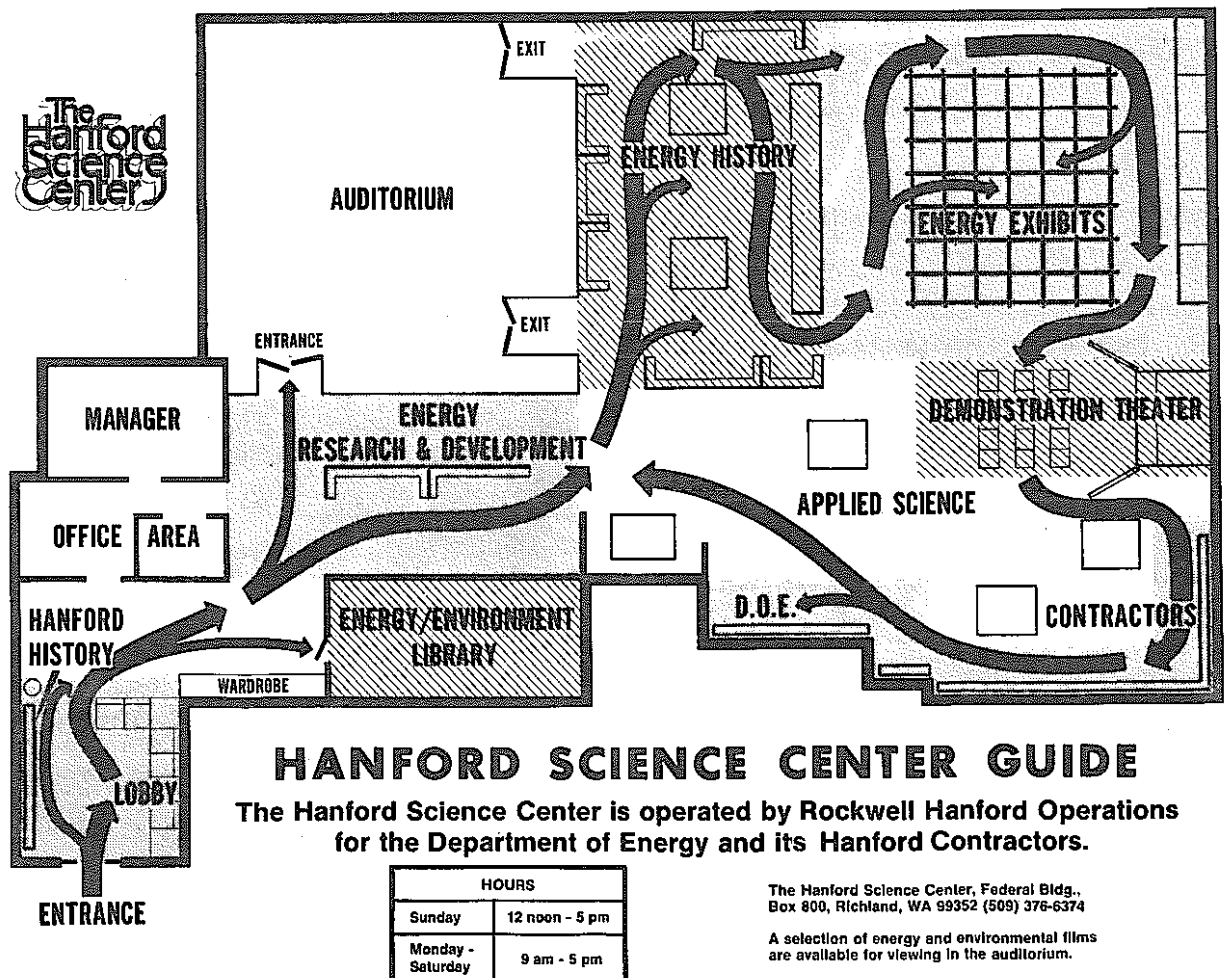 The
Hanford
Science
Center
EXIT
ENERGY HISTORY
AUDITORIUM
ENERGY EXHIBITS
EXIT
ENTRANCE
MANAGER
ENERGY
RESEARCH & DEVELOPMENT
DEMONSTRATION THEATER
APPLIED SCIENCE
OFFICE AREA
HANFORD
HISTORY
ENERGY/ENVIRONMENT
LIBRARY
D.O.E.
CONTRACTORS
WARDROBE
LOBBY
ENTRANCE
HANFORD SCIENCE CENTER GUIDE
The Hanford Science Center is operated by Rockwell Hanford Operations
for the Department of Energy and its Hanford Contractors.
HOURS
Sunday 12 noon - 5 pm
Monday -
Saturday 9 am - 5 pm
The Hanford Science Center, Federal Bldg.,
Box 800, Richland, WA 99352 (509) 376-6374
A selection of energy and environmental films
are available for viewing in the auditorium.